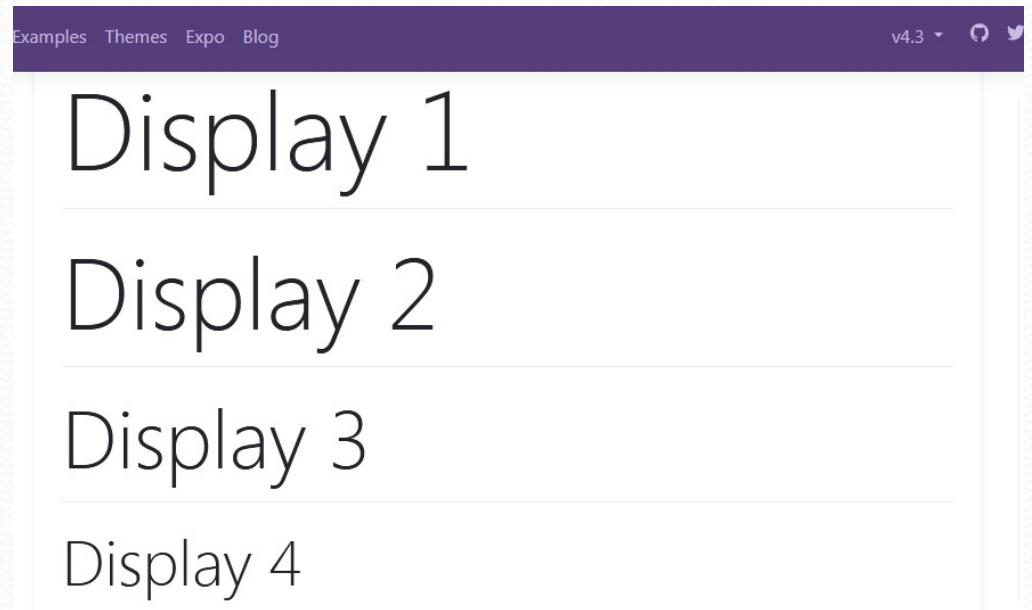 Examples Themes Expo Blog v4.3
Display 1
Display 2
Display 3
Display 4